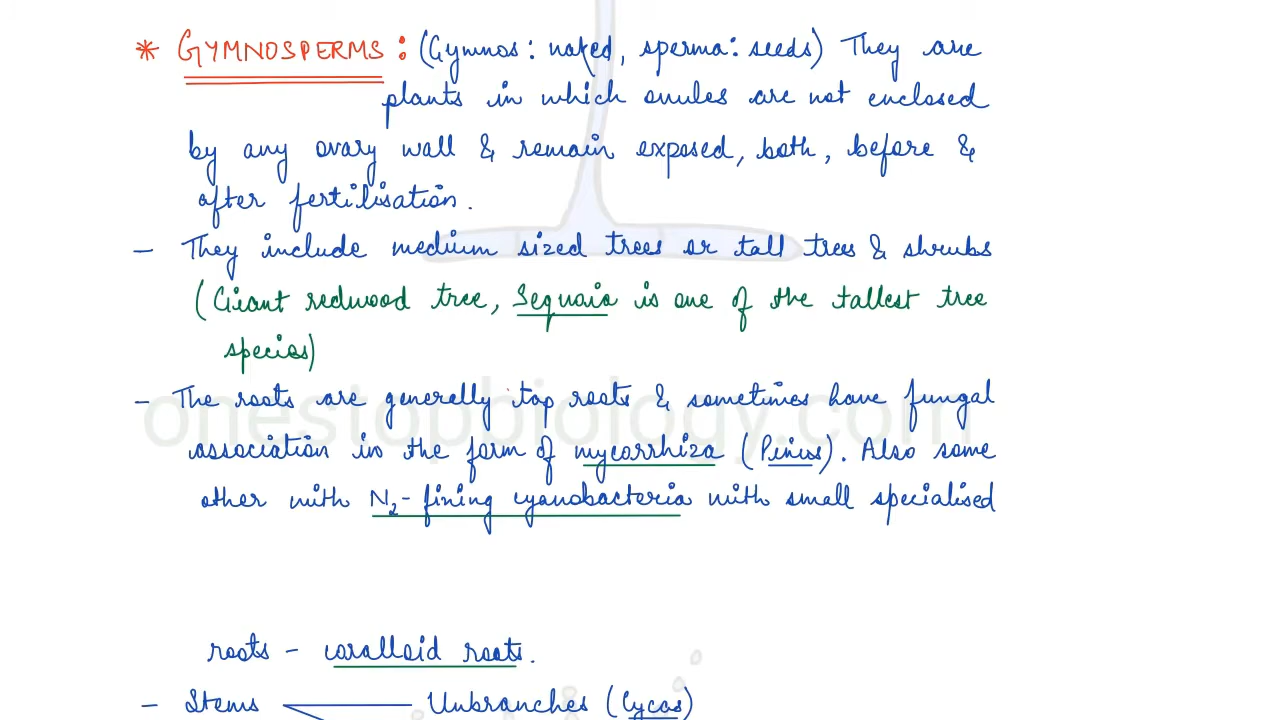 * GYMNOSPERMS: (Gymnos: naked, sperma: seeds) They are
plants in which ovules are not enclosed
by any ovary wall & remain exposed, both, before &
after fertilisation.
- They include medium sized trees or tall trees & shrubs
(Giant redwood tree, Sequoia is one of the tallest tree
species)
- The roots are generally tap roots & sometimes have fungal
onestopbiology.com
association in the form of mycorrhiza (Pinus). Also some
other with N₂-fixing cyanobacteria with small specialised
roots - coralloid roots.
- Stems Unbranches (Cycas)